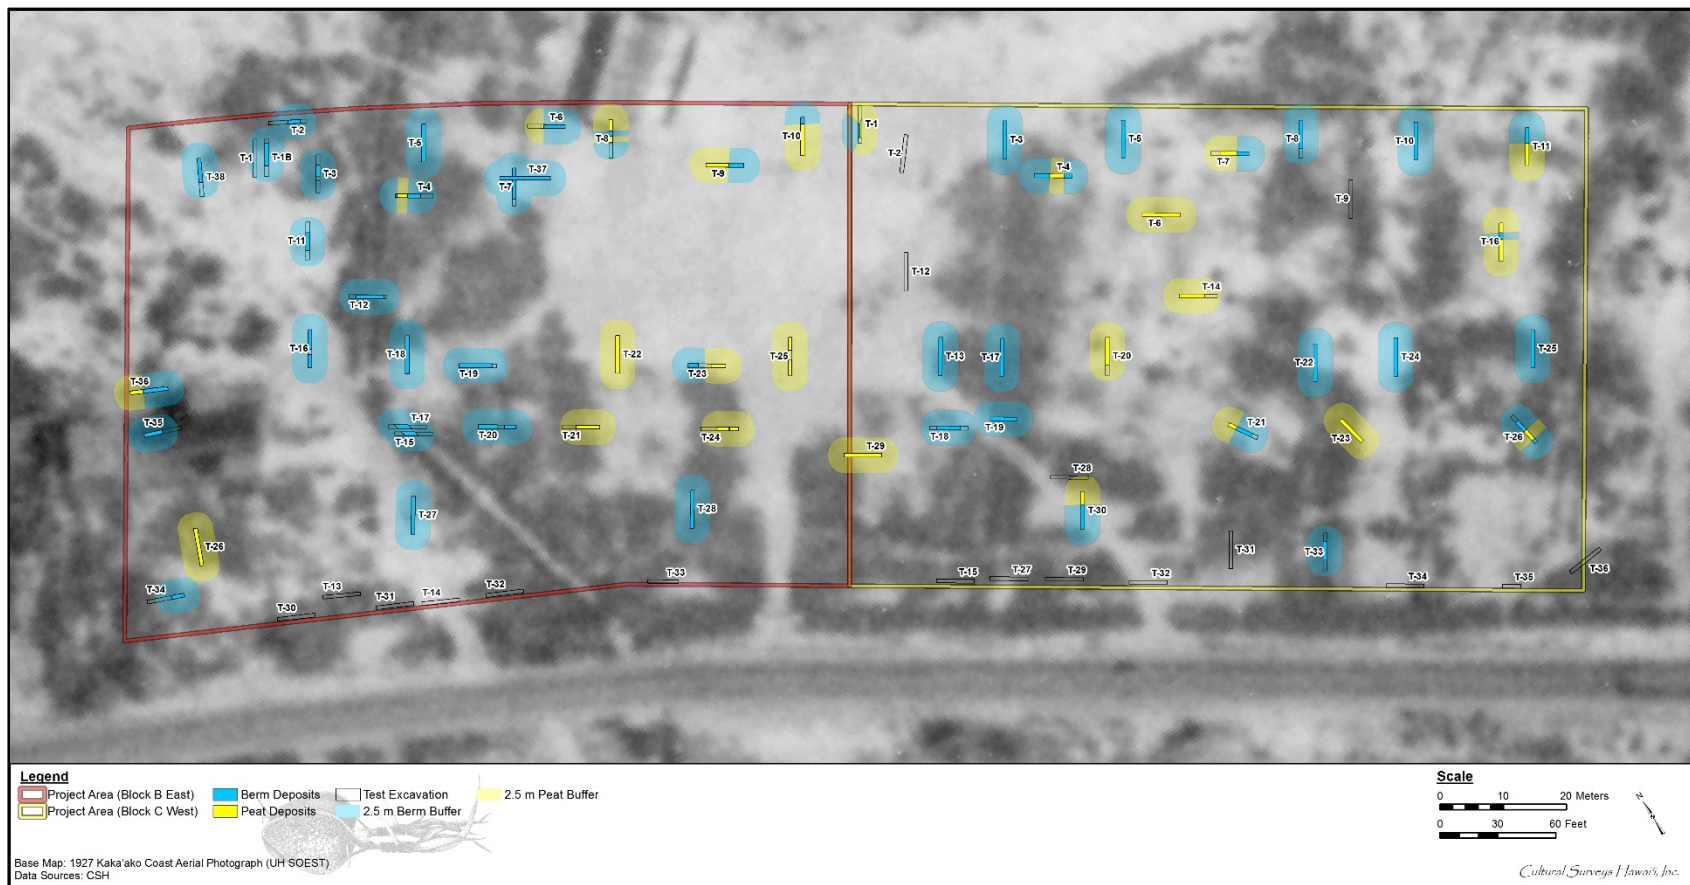 T-2
T-1
T-1B
T-3
T-38
T-5
T-6
T-8
T-10
T-1
T-2
T-3
T-5
T-8
T-10
T-11
T-4
T-7
T-37
T-9
T-4
T-7
T-9
T-6
T-11
T-16
T-12
T-12
T-14
T-16
T-18
T-19
T-22
T-23
T-25
T-13
T-17
T-20
T-22
T-24
T-25
T-36
T-35
T-17
T-15
T-20
T-21
T-24
T-29
T-18
T-19
T-21
T-23
T-26
T-28
T-27
T-28
T-30
T-31
T-33
T-26
T-34
T-13
T-30
T-31
T-14
T-32
T-33
T-15
T-27
T-29
T-32
T-34
T-35
T-36
Legend
Project Area (Block B East) Berm Deposits Test Excavation 2.5 m Peat Buffer
Project Area (Block C West) Peat Deposits 2.5 m Berm Buffer
Base Map: 1927 Kaka'ako Coast Aerial Photograph (UH SOEST)
Data Sources: CSH
Scale
0 10 20 Meters
0 30 60 Feet
N
Cultural Surveys Hawai'i, Inc.